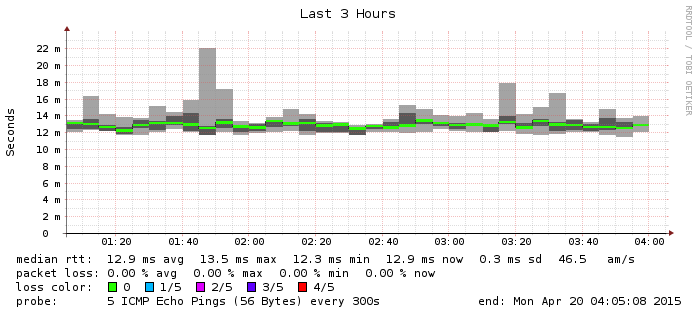 Last 3 Hours
RRDTOOL / TOBI OETIKER
Seconds
22 m
20 m
18 m
16 m
14 m
12 m
10 m
8 m
6 m
4 m
2 m
0
01:20 01:40 02:00 02:20 02:40 03:00 03:20 03:40 04:00
median rtt: 12.9 ms avg 13.5 ms max 12.3 ms min 12.9 ms now 0.3 ms sd 46.5 am/s
packet loss: 0.00 % avg 0.00 % max 0.00 % min 0.00 % now
loss color: 0 1/5 2/5 3/5 4/5
probe: 5 ICMP Echo Pings (56 Bytes) every 300s end: Mon Apr 20 04:05:08 2015